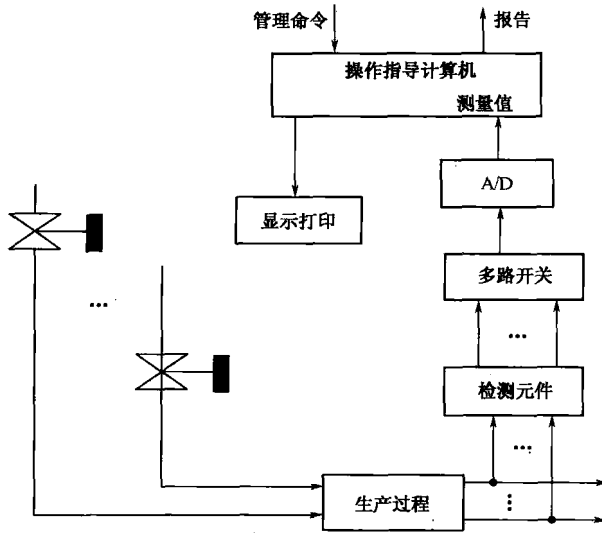 管理命令
报告
操作指导计算机
测量值
A/D
显示打印
多路开关
...
...
检测元件
...
生产过程
⋮